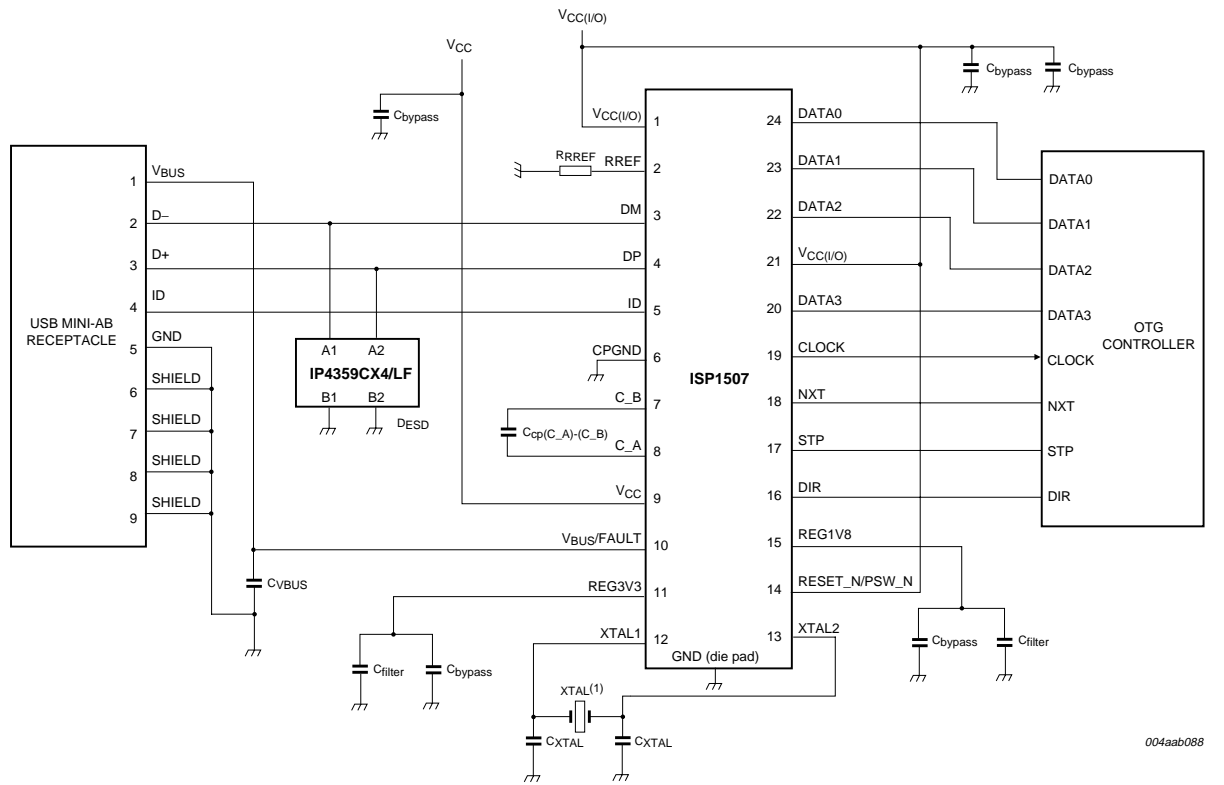 VCC(I/O)
VCC
Cbypass
Cbypass
Cbypass
USB MINI-AB
RECEPTACLE
1 VBUS
2 D−
3 D+
4 ID
5 GND
6 SHIELD
7 SHIELD
8 SHIELD
9 SHIELD
A1 A2
IP4359CX4/LF
B1 B2
DESD
CVBUS
RRREF
Ccp(C_A)-(C_B)
ISP1507
VCC(I/O) 1
RREF 2
DM 3
DP 4
ID 5
CPGND 6
C_B 7
C_A 8
VCC 9
VBUS/FAULT 10
REG3V3 11
XTAL1 12
GND (die pad)
24 DATA0
23 DATA1
22 DATA2
21 VCC(I/O)
20 DATA3
19 CLOCK
18 NXT
17 STP
16 DIR
15 REG1V8
14 RESET_N/PSW_N
13 XTAL2
DATA0
DATA1
DATA2
DATA3
OTG
CONTROLLER
CLOCK
NXT
STP
DIR
Cfilter
Cbypass
XTAL(1)
CXTAL
CXTAL
Cbypass
Cfilter
004aab088